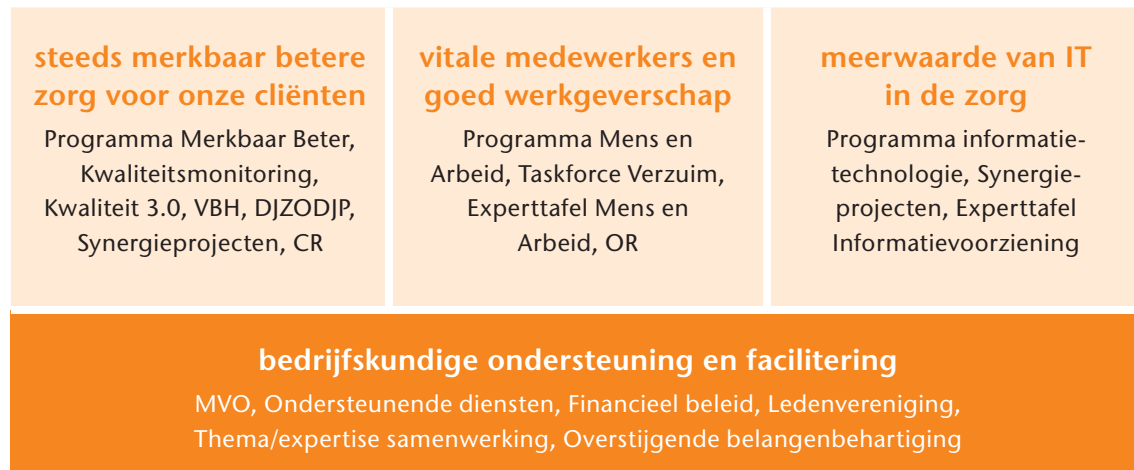 steeds merkbaar betere
zorg voor onze cliënten
Programma Merkbaar Beter,
Kwaliteitsmonitoring,
Kwaliteit 3.0, VBH, DJZODJP,
Synergieprojecten, CR
vitale medewerkers en
goed werkgeverschap
Programma Mens en
Arbeid, Taskforce Verzuim,
Experttafel Mens en
Arbeid, OR
meerwaarde van IT
in de zorg
Programma informatie-
technologie, Synergie-
projecten, Experttafel
Informatievoorziening
bedrijfskundige ondersteuning en facilitering
MVO, Ondersteunende diensten, Financieel beleid, Ledenvereniging,
Thema/expertise samenwerking, Overstijgende belangenbehartiging